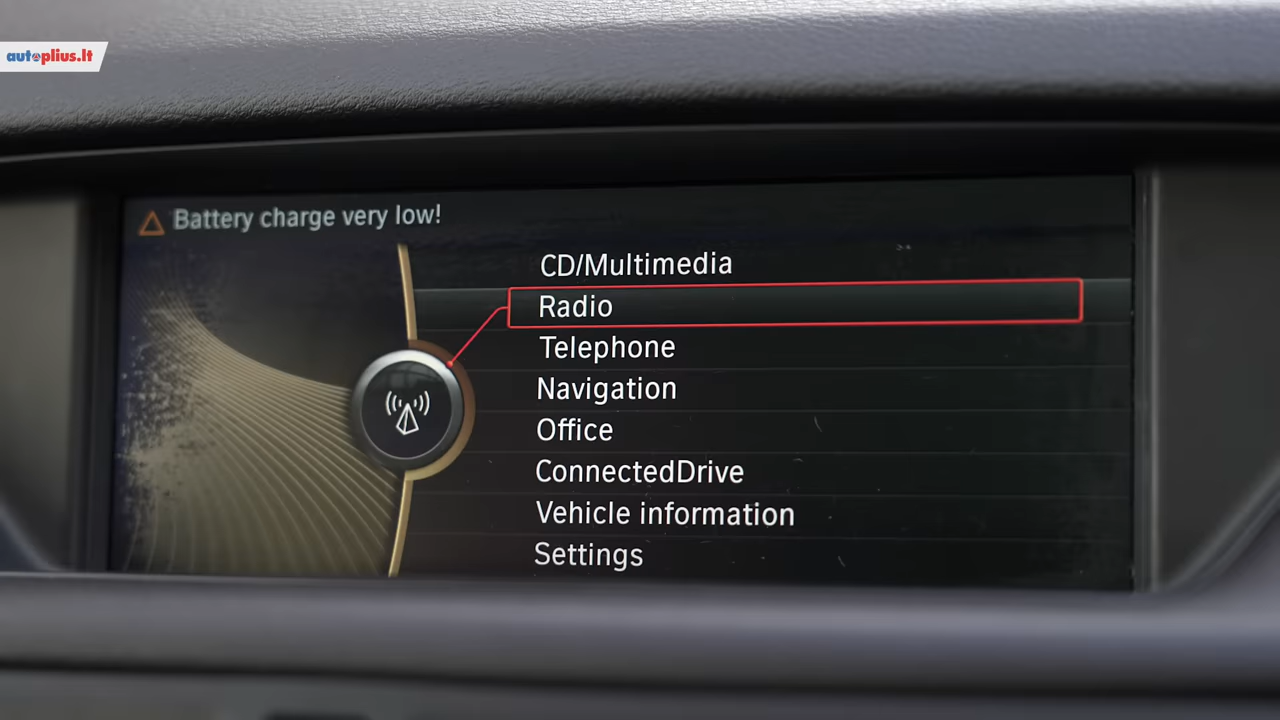 autoplius.lt
Battery charge very low!
CD/Multimedia
Radio
Telephone
Navigation
Office
ConnectedDrive
Vehicle information
Settings